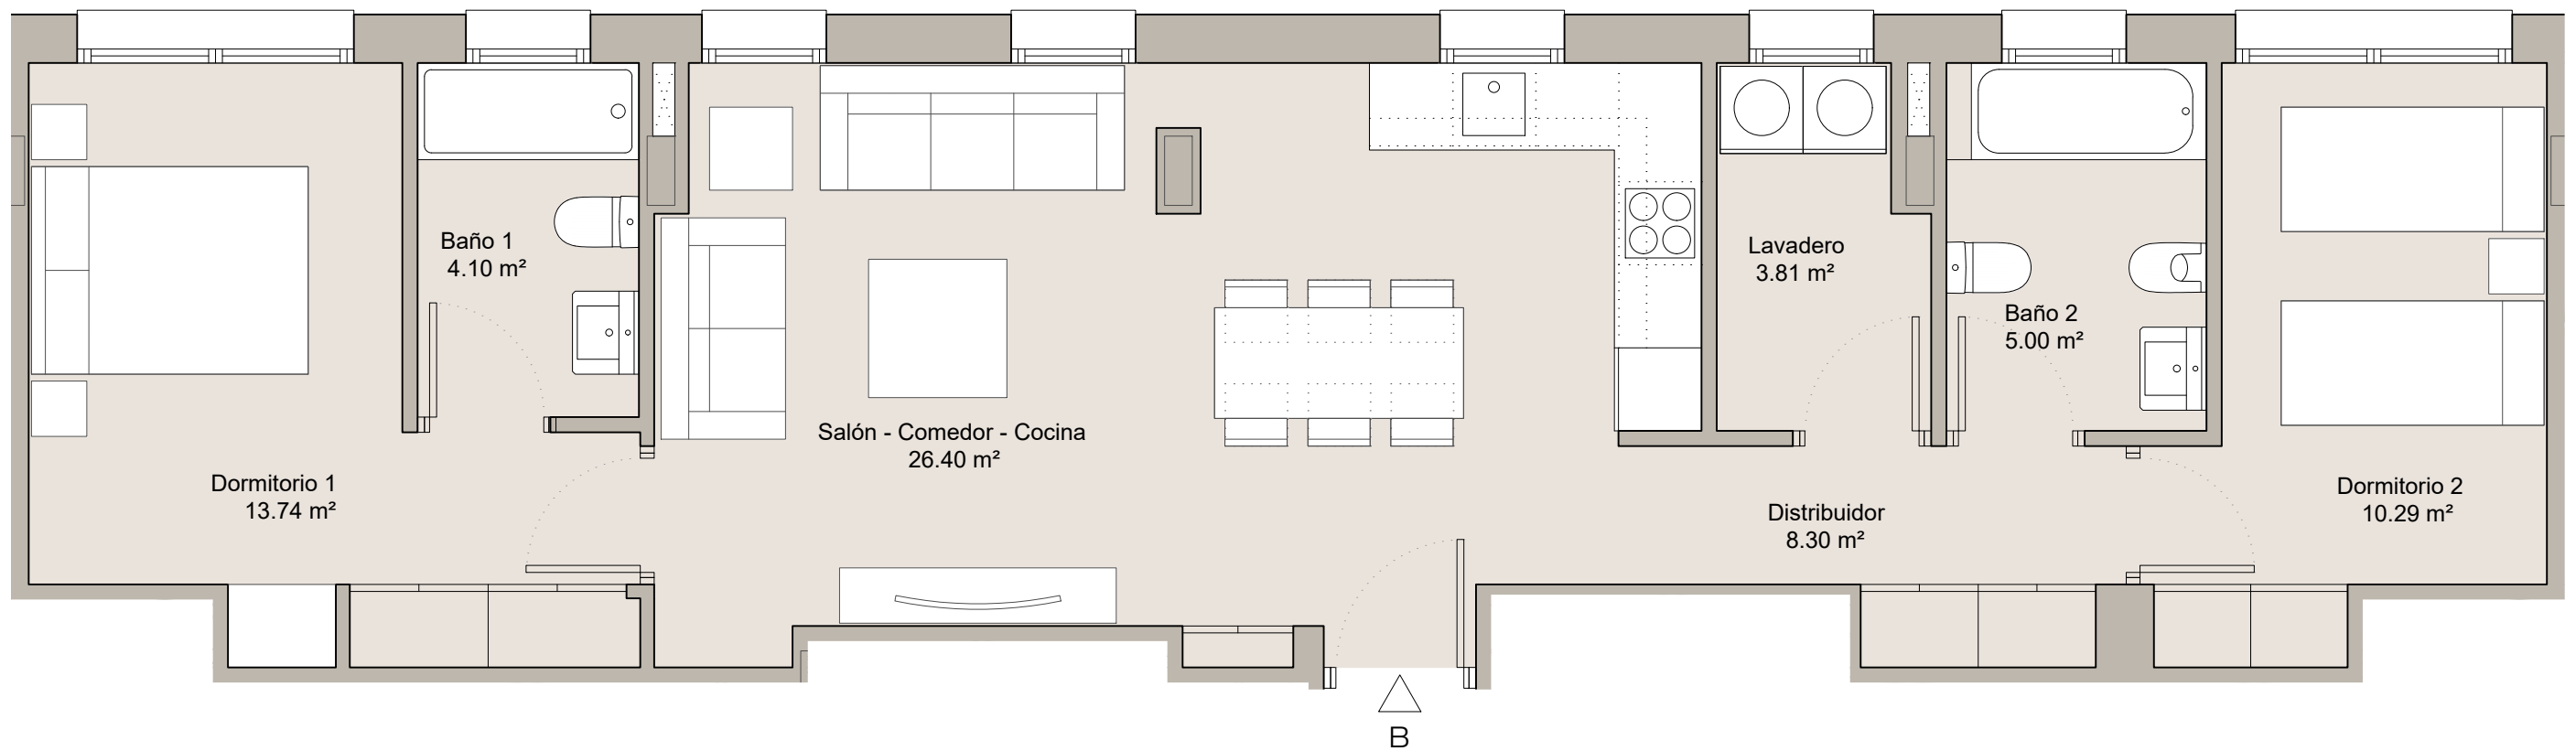 Baño 1
4.10 m²
Lavadero
3.81 m²
Baño 2
5.00 m²
Salón - Comedor - Cocina
26.40 m²
Dormitorio 1
13.74 m²
Distribuidor
8.30 m²
Dormitorio 2
10.29 m²
B